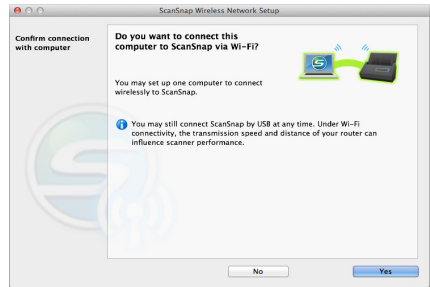 ScanSnap Wireless Network Setup
Confirm connection
with computer
Do you want to connect this
computer to ScanSnap via Wi-Fi?
You may set up one computer to connect
wirelessly to ScanSnap.
You may still connect ScanSnap by USB at any time. Under Wi-Fi
connectivity, the transmission speed and distance of your router can
influence scanner performance.
No
Yes